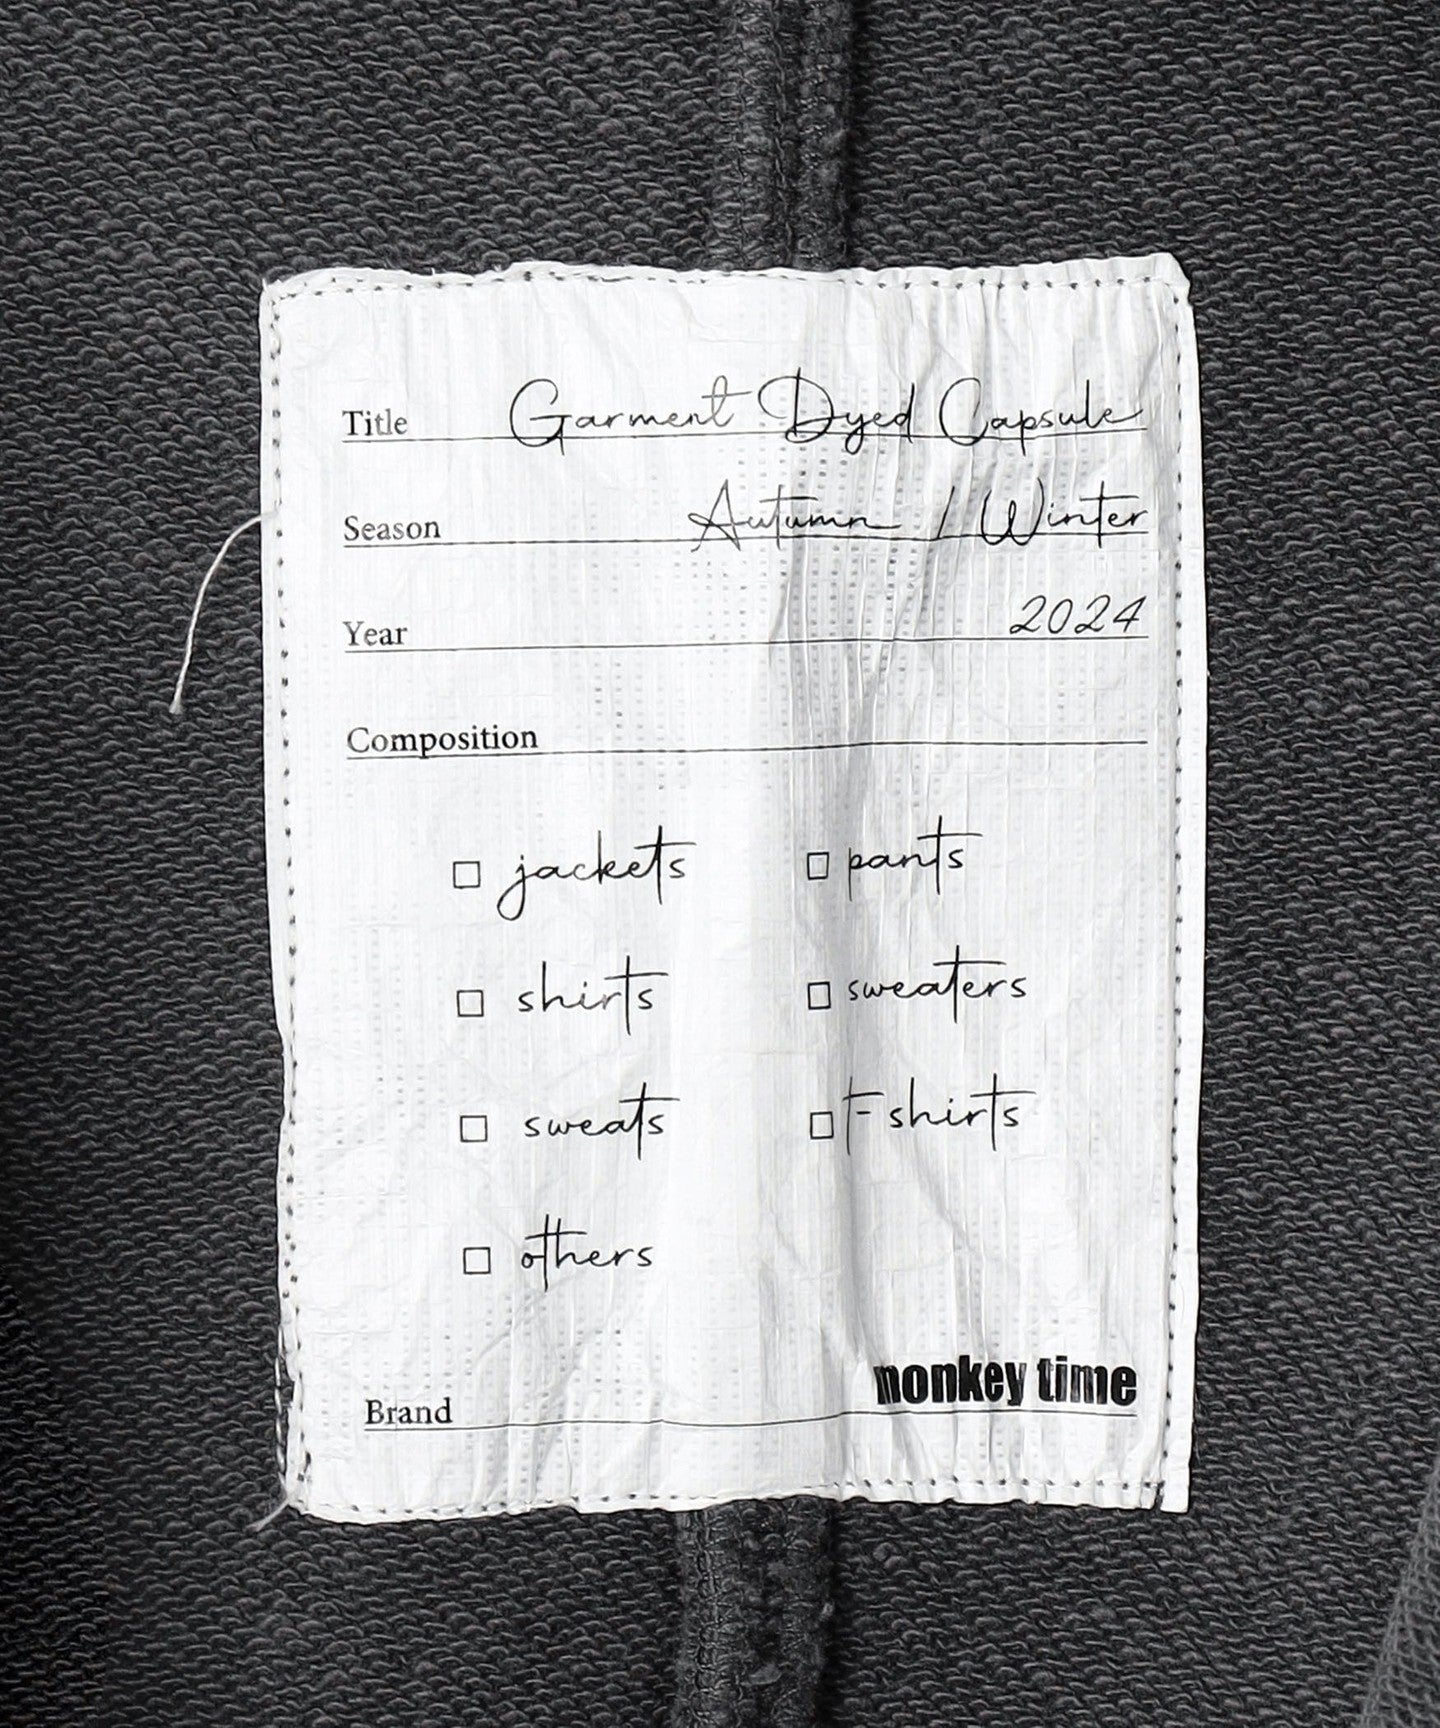 Title Garment Dyed Capsule
Season Autumn / Winter
Year 2024
Composition
□ jackets □ pants
□ shirts □ sweaters
□ sweats □ t-shirts
□ others
Brand monkey time